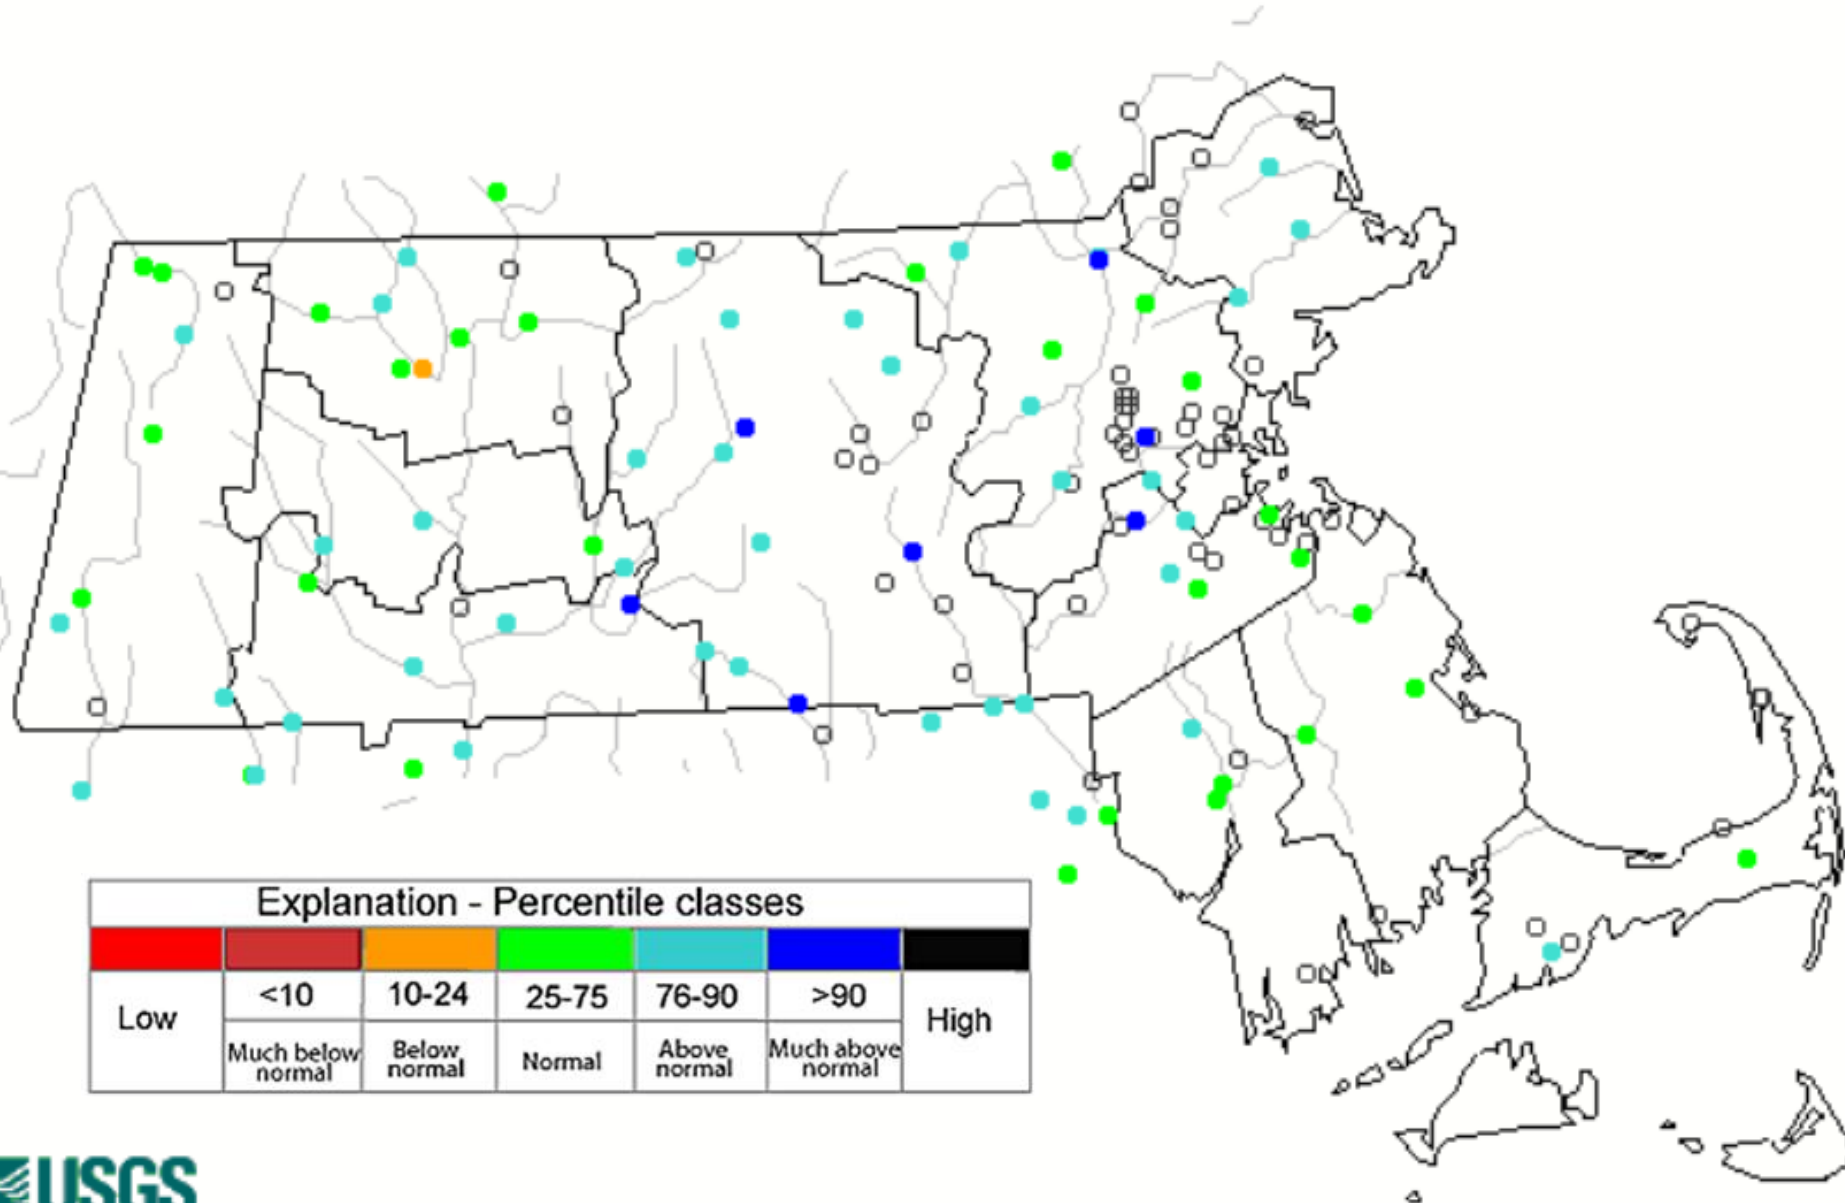 Explanation - Percentile classes
Low
<10
10-24
25-75
76-90
>90
High
Much below normal
Below normal
Normal
Above normal
Much above normal
USGS